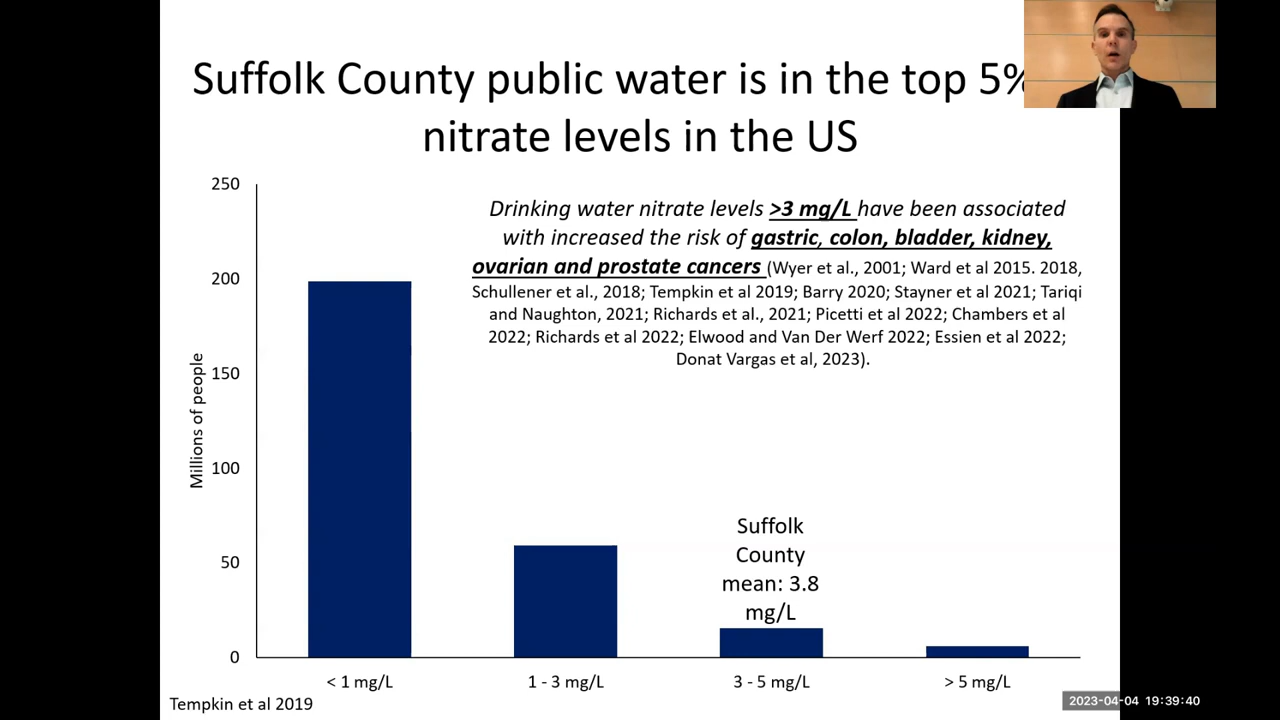 Suffolk County public water is in the top 5%
nitrate levels in the US
250
200
150
100
50
0
Millions of people
Drinking water nitrate levels >3 mg/L have been associated
with increased the risk of gastric, colon, bladder, kidney,
ovarian and prostate cancers (Wyer et al., 2001; Ward et al 2015. 2018,
Schullener et al., 2018; Tempkin et al 2019; Barry 2020; Stayner et al 2021; Tariqi
and Naughton, 2021; Richards et al., 2021; Picetti et al 2022; Chambers et al
2022; Richards et al 2022; Elwood and Van Der Werf 2022; Essien et al 2022;
Donat Vargas et al, 2023).
Suffolk
County
mean: 3.8
mg/L
< 1 mg/L
1 - 3 mg/L
3 - 5 mg/L
> 5 mg/L
Tempkin et al 2019
2023-04-04 19:39:40